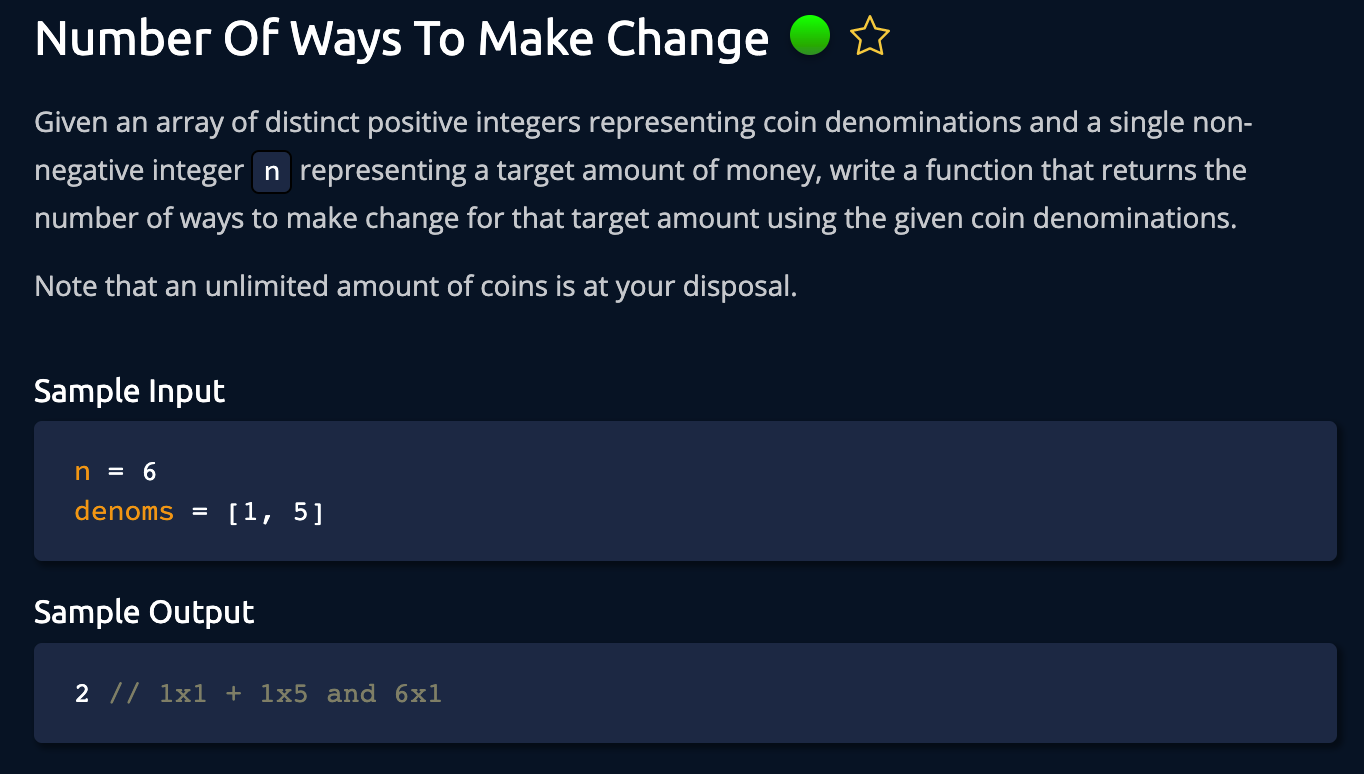 Number Of Ways To Make Change
Given an array of distinct positive integers representing coin denominations and a single non-
negative integer n representing a target amount of money, write a function that returns the
number of ways to make change for that target amount using the given coin denominations.
Note that an unlimited amount of coins is at your disposal.
Sample Input
n = 6
denoms = [1, 5]
Sample Output
2 // 1x1 + 1x5 and 6x1